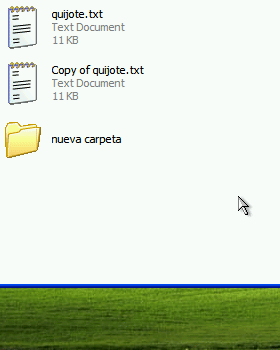 quijote.txt
Text Document
11 KB
Copy of quijote.txt
Text Document
11 KB
nueva carpeta